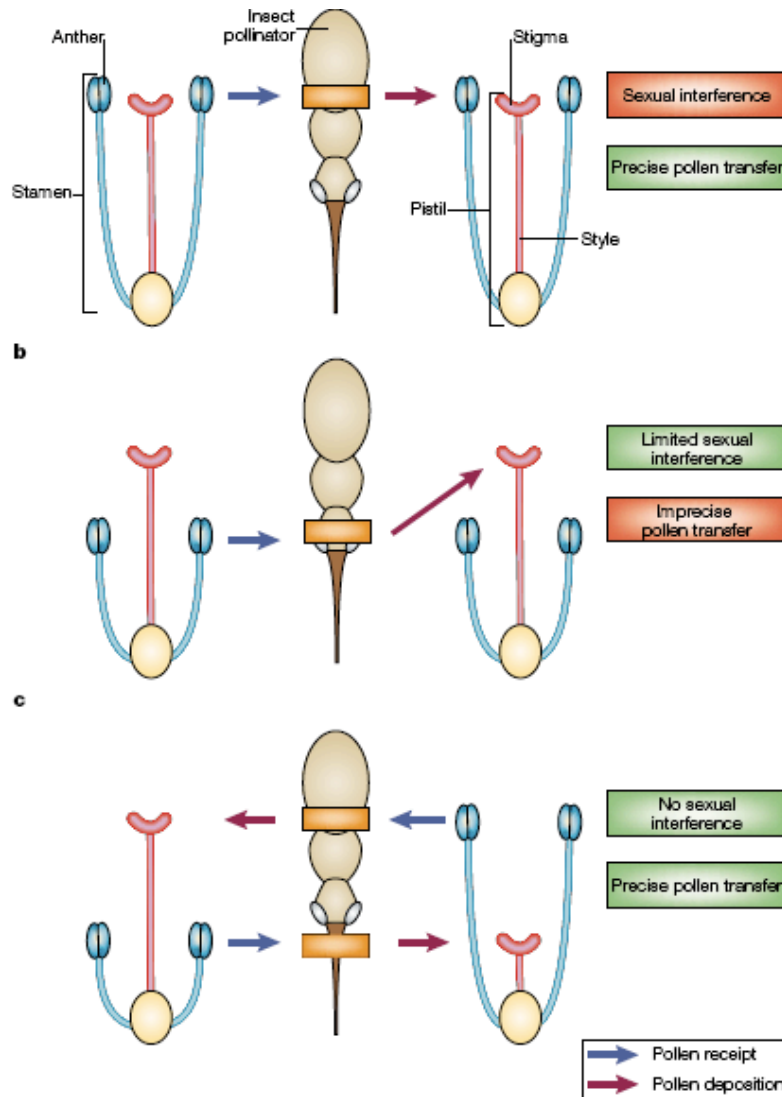 Insect
pollinator
Anther
Stigma
Stamen
Pistil
Style
Sexual interference
Precise pollen transfer
b
Limited sexual
interference
Imprecise
pollen transfer
c
No sexual
interference
Precise pollen transfer
Pollen receipt
Pollen deposition